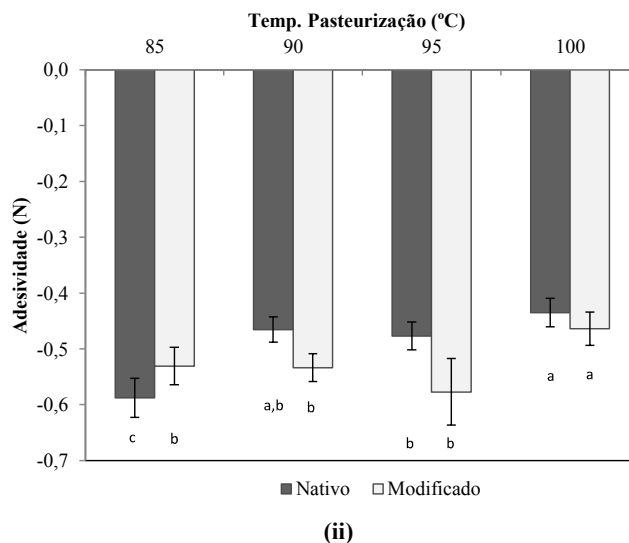 Temp. Pasteurização (ºC)
85 90 95 100
0,0
-0,1
-0,2
-0,3
-0,4
-0,5
-0,6
-0,7
Adesividade (N)
c b a,b b b b a a
Nativo Modificado
(ii)